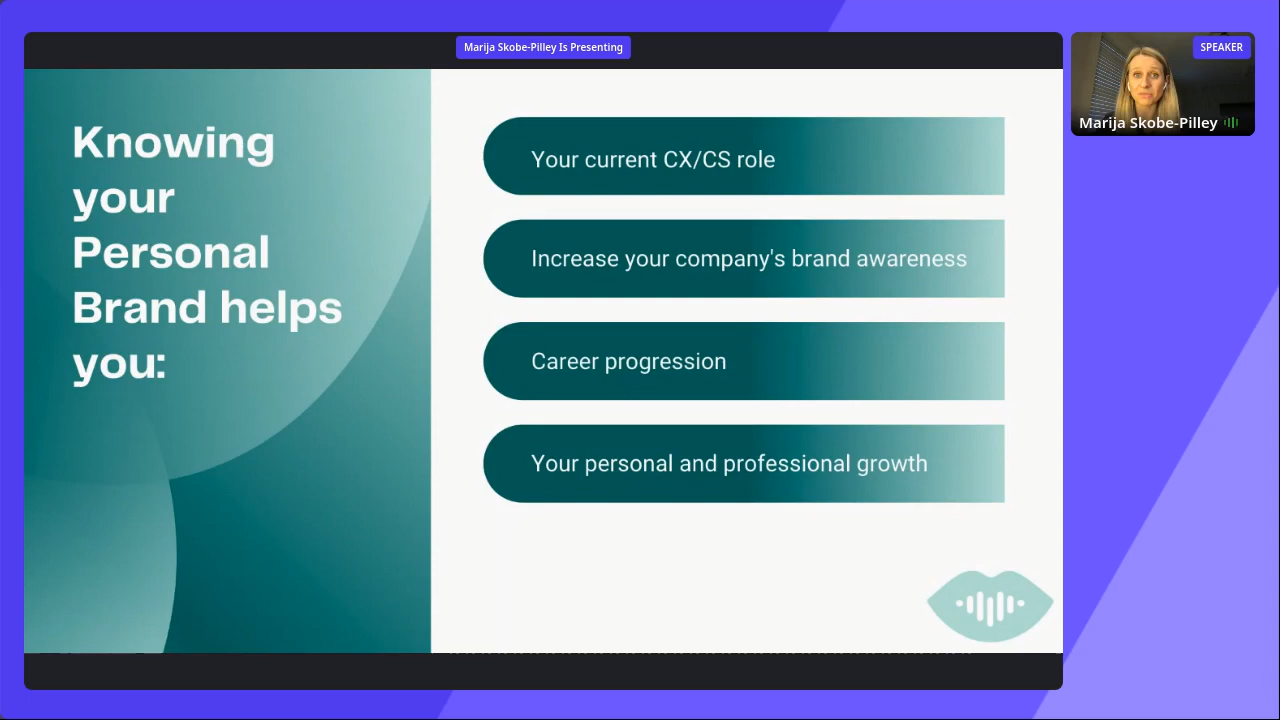 Marija Skobe-Pilley Is Presenting
SPEAKER
Marija Skobe-Pilley
Knowing
your
Personal
Brand helps
you:
Your current CX/CS role
Increase your company's brand awareness
Career progression
Your personal and professional growth